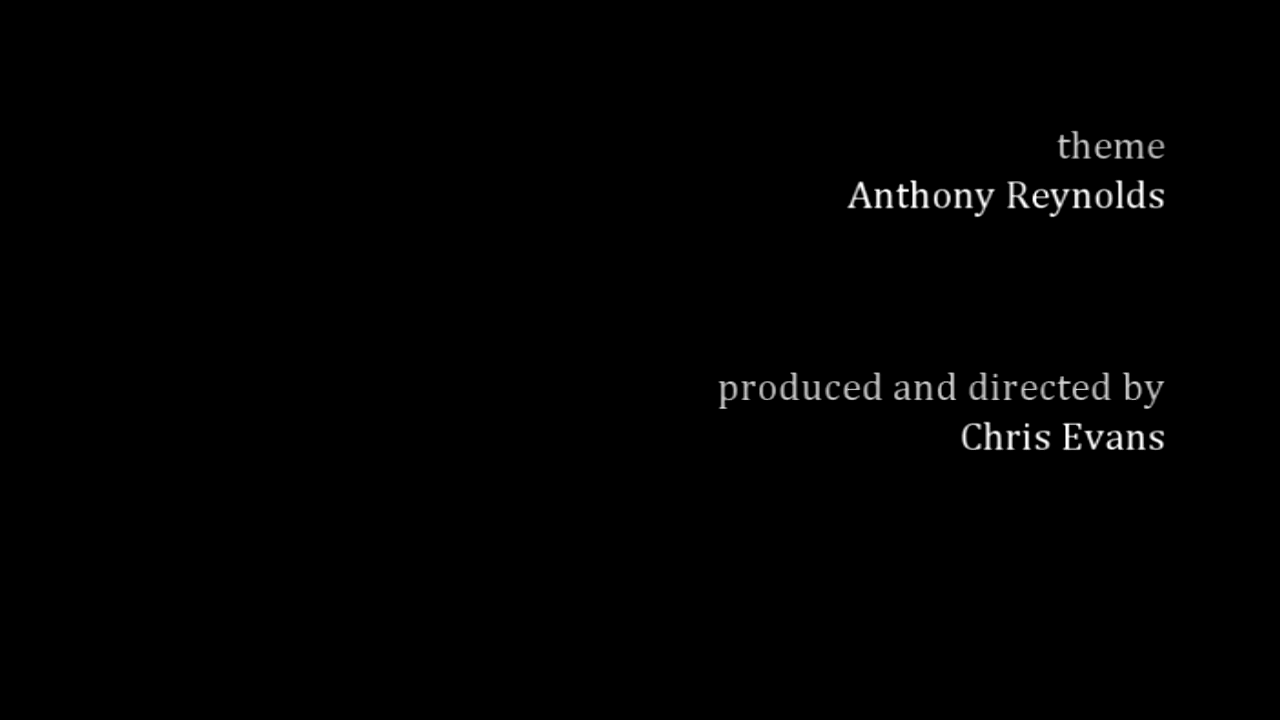 theme
Anthony Reynolds
produced and directed by
Chris Evans